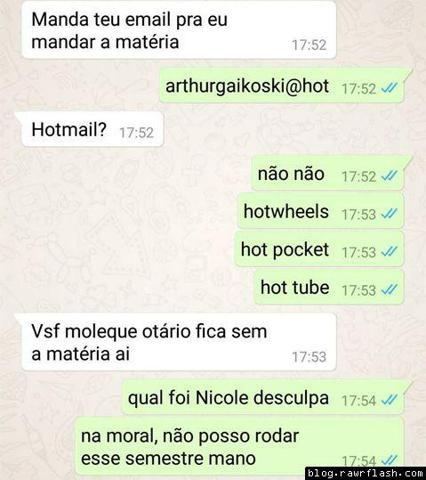 Manda teu email pra eu
mandar a matéria 17:52
arthurgaikoski@hot 17:52
Hotmail? 17:52
não não 17:52
hotwheels 17:53
hot pocket 17:53
hot tube 17:53
Vsf moleque otário fica sem
a matéria ai 17:53
qual foi Nicole desculpa 17:54
na moral, não posso rodar
esse semestre mano 17:54
blog.rawrflash.com